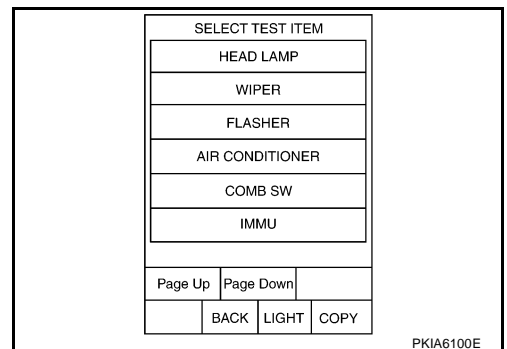 SELECT TEST ITEM
HEAD LAMP
WIPER
FLASHER
AIR CONDITIONER
COMB SW
IMMU
Page Up Page Down
BACK LIGHT COPY
PKIA6100E